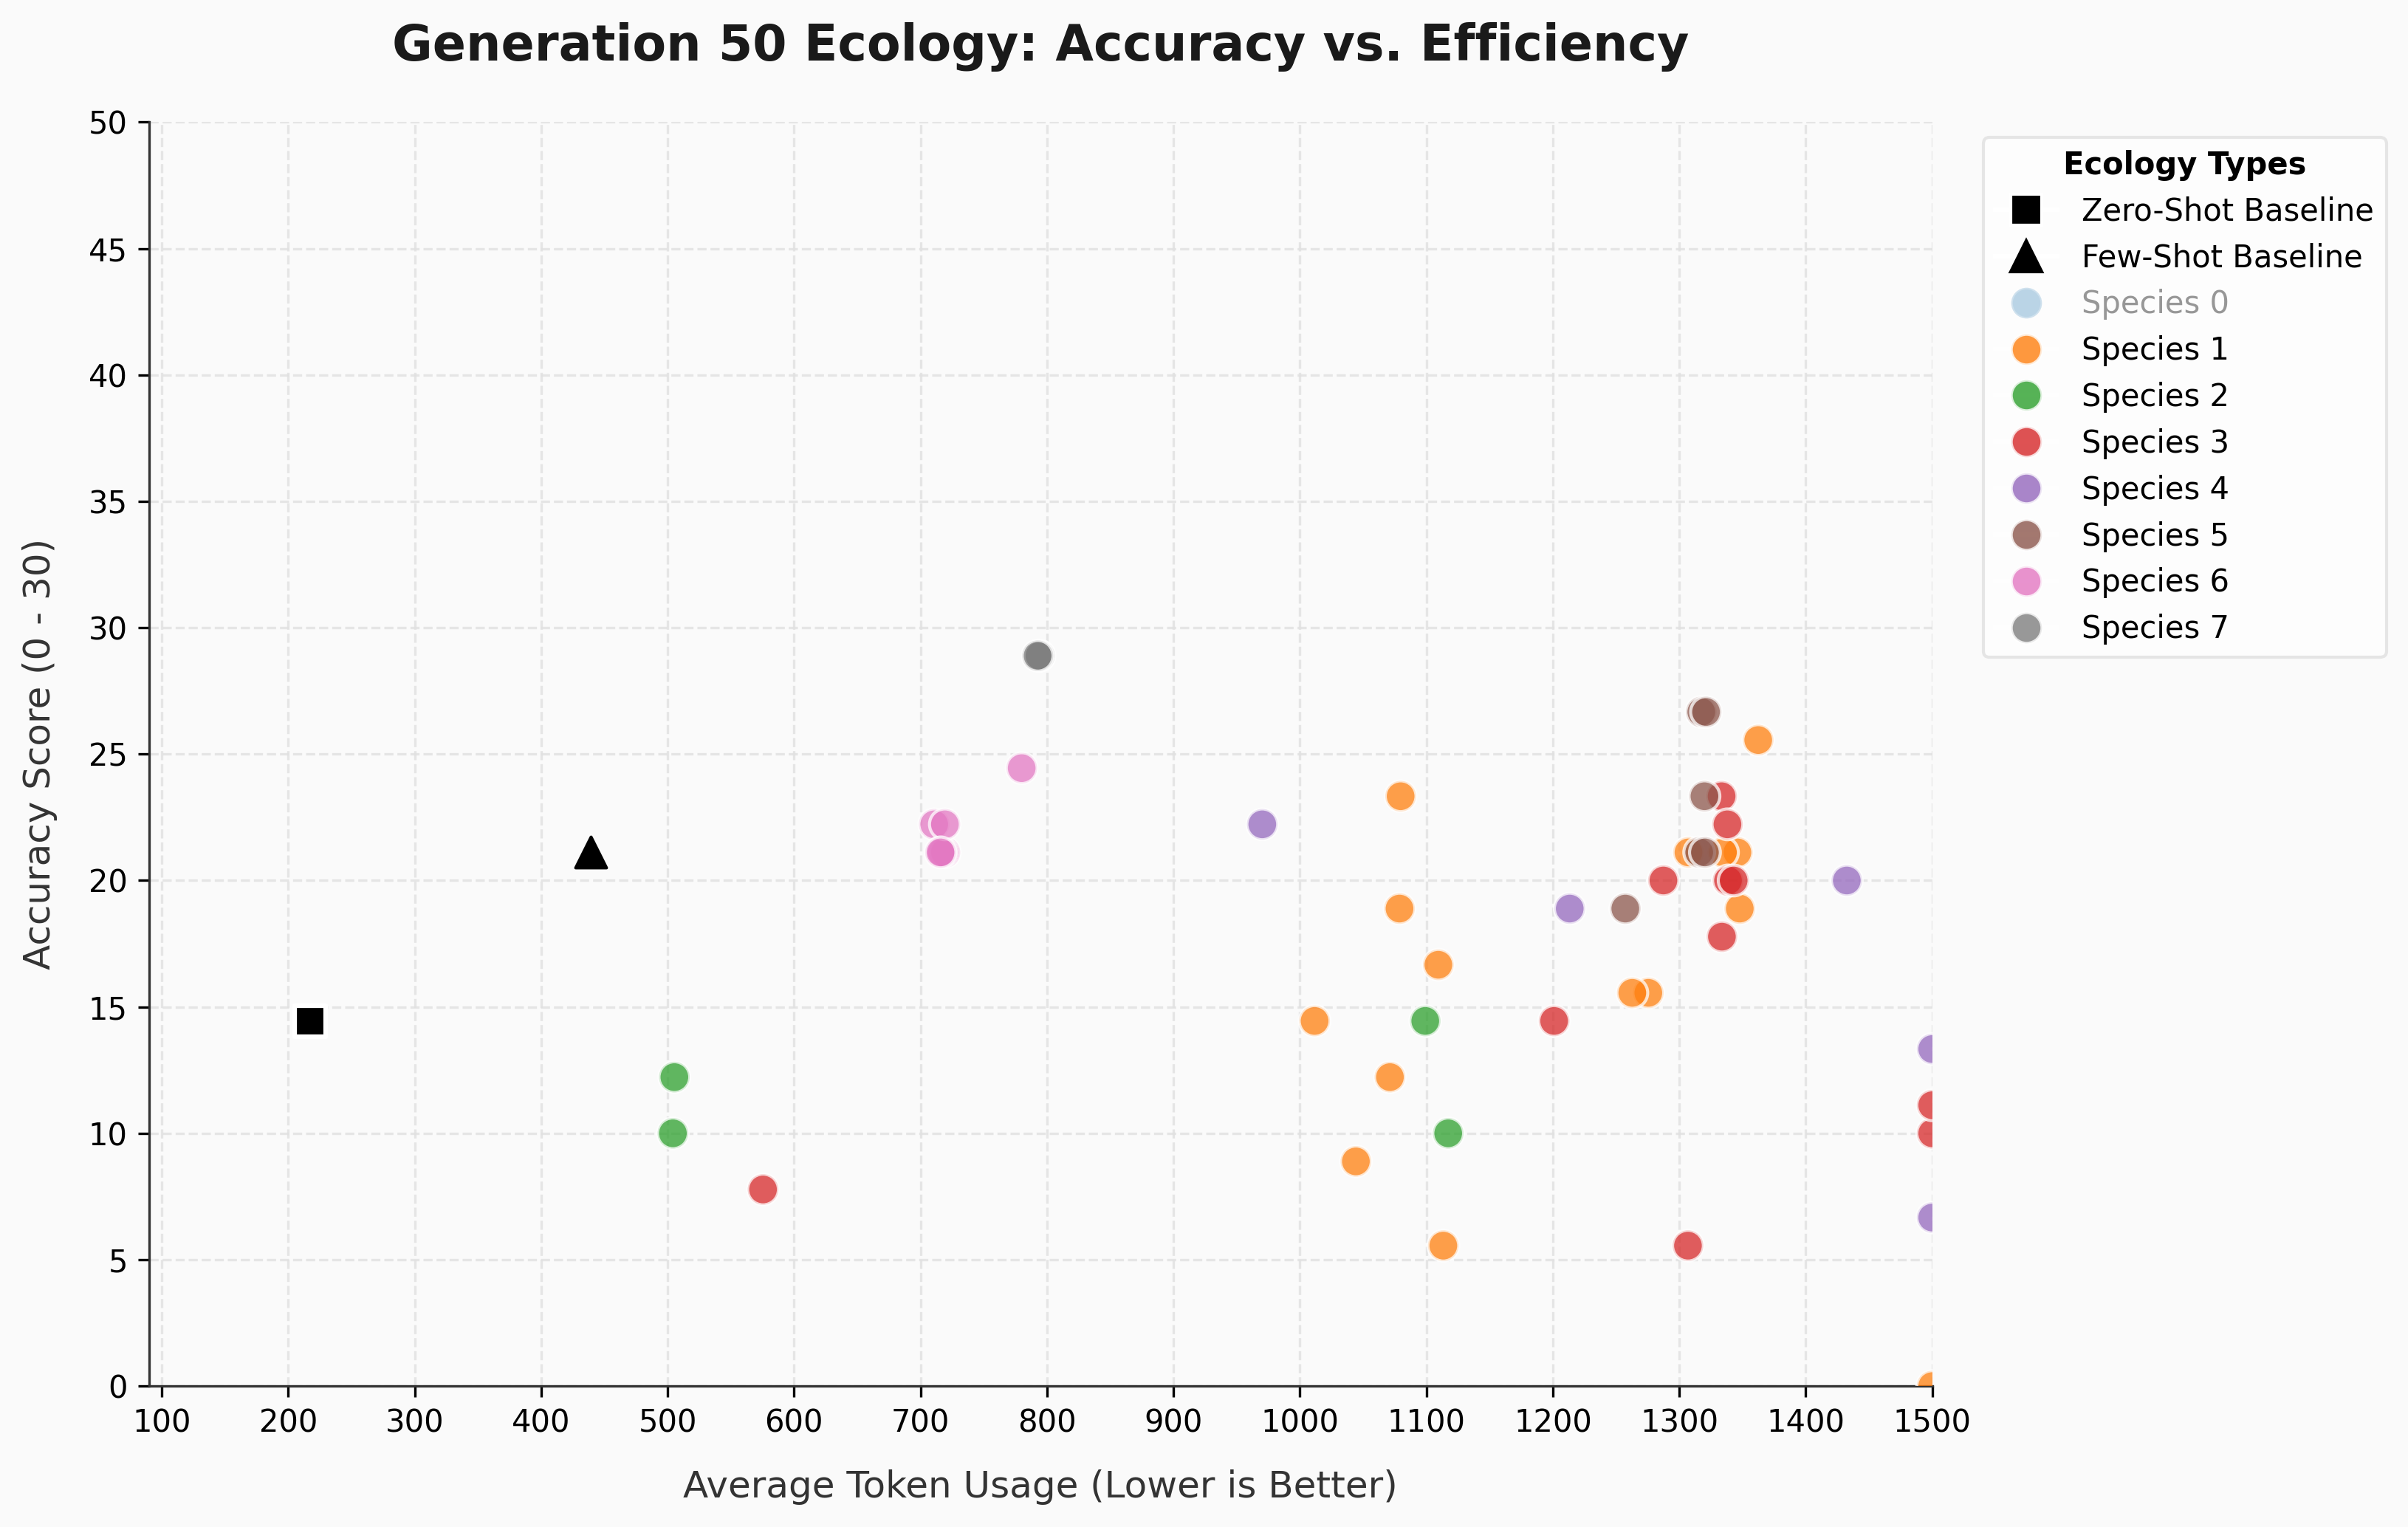 Generation 50 Ecology: Accuracy vs. Efficiency
50
45
40
35
30
25
20
15
10
5
0
Accuracy Score (0 - 30)
100 200 300 400 500 600 700 800 900 1000 1100 1200 1300 1400 1500
Average Token Usage (Lower is Better)
Ecology Types
Zero-Shot Baseline
Few-Shot Baseline
Species 0
Species 1
Species 2
Species 3
Species 4
Species 5
Species 6
Species 7